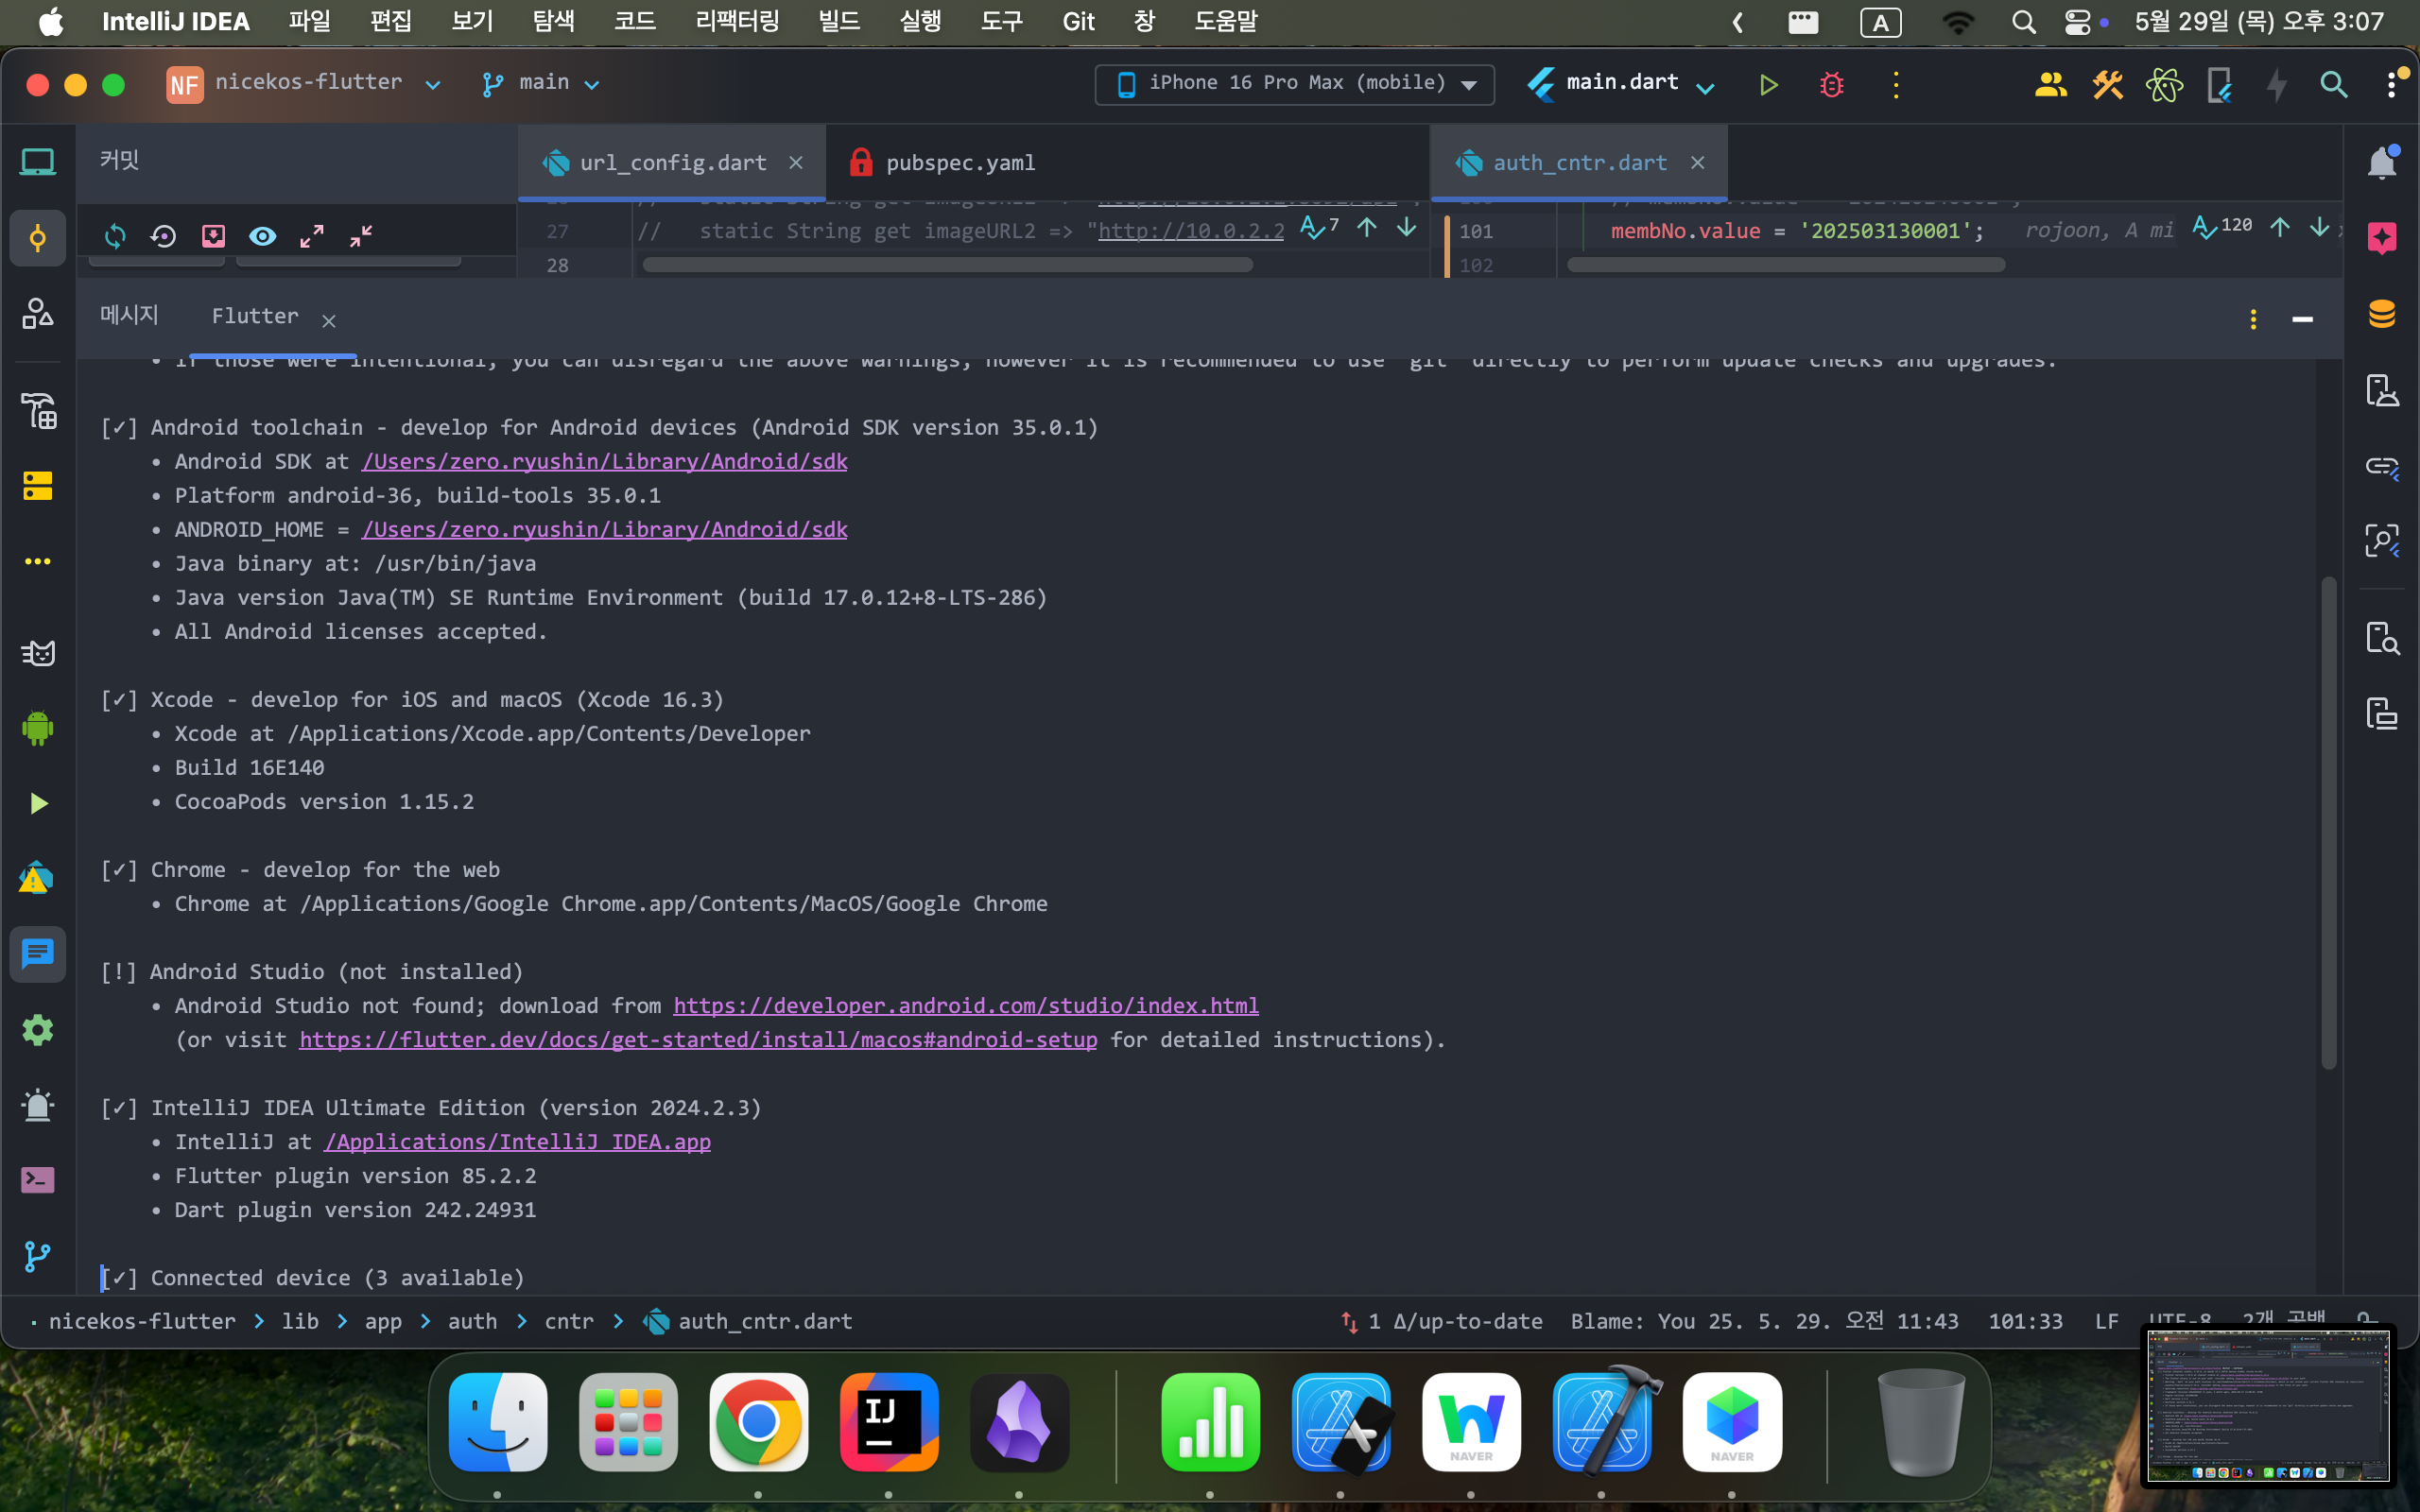 IntelliJ IDEA 파일 편집 보기 탐색 코드 리팩터링 빌드 실행 도구 Git 창 도움말 A 5월 29일 (목) 오후 3:07
NF nicekos-flutter main iPhone 16 Pro Max (mobile) main.dart
커밋 url_config.dart pubspec.yaml auth_cntr.dart
27 // static String get imageURL2 => "http://10.0.2.2 7 101 membNo.value = '202503130001'; rojoon, A mi 120
28 102
메시지 Flutter
• If those were intentional, you can disregard the above warnings; however it is recommended to use "git" directly to perform update checks and upgrades.
[✓] Android toolchain - develop for Android devices (Android SDK version 35.0.1)
• Android SDK at /Users/zero.ryushin/Library/Android/sdk
• Platform android-36, build-tools 35.0.1
• ANDROID_HOME = /Users/zero.ryushin/Library/Android/sdk
• Java binary at: /usr/bin/java
• Java version Java(TM) SE Runtime Environment (build 17.0.12+8-LTS-286)
• All Android licenses accepted.
[✓] Xcode - develop for iOS and macOS (Xcode 16.3)
• Xcode at /Applications/Xcode.app/Contents/Developer
• Build 16E140
• CocoaPods version 1.15.2
[✓] Chrome - develop for the web
• Chrome at /Applications/Google Chrome.app/Contents/MacOS/Google Chrome
[!] Android Studio (not installed)
• Android Studio not found; download from https://developer.android.com/studio/index.html
(or visit https://flutter.dev/docs/get-started/install/macos#android-setup for detailed instructions).
[✓] IntelliJ IDEA Ultimate Edition (version 2024.2.3)
• IntelliJ at /Applications/IntelliJ IDEA.app
• Flutter plugin version 85.2.2
• Dart plugin version 242.24931
[✓] Connected device (3 available)
nicekos-flutter > lib > app > auth > cntr > auth_cntr.dart 1 Δ/up-to-date Blame: You 25. 5. 29. 오전 11:43 101:33 LF UTF-8 2개 공백
IJ NAVER NAVER